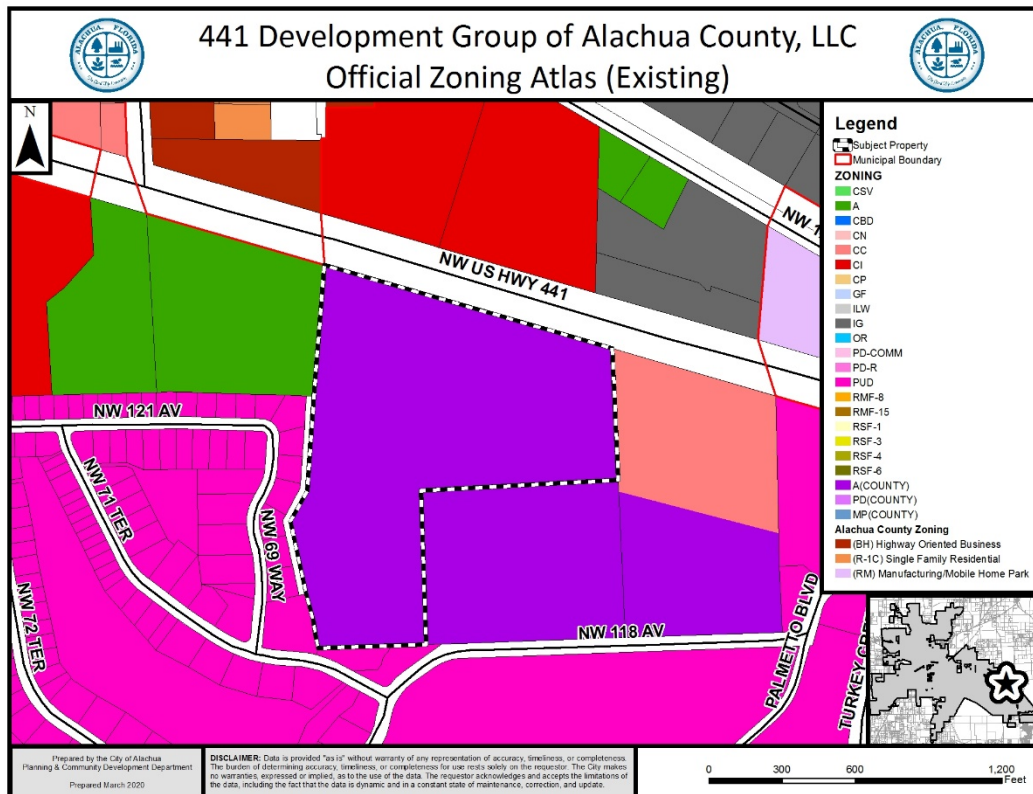 441 Development Group of Alachua County, LLC
Official Zoning Atlas (Existing)
ALACHUA, FLORIDA
ALACHUA, FLORIDA
N
NW US HWY 441
NW 1
NW 121 AV
NW 71 TER
NW 69 WAY
NW 72 TER
NW 118 AV
PALMETTO BLVD
TURKEY CR
Legend
Subject Property
Municipal Boundary
ZONING
CSV
A
CBD
CN
CC
CI
CP
GF
ILW
IG
OR
PD-COMM
PD-R
PUD
RMF-8
RMF-15
RSF-1
RSF-3
RSF-4
RSF-6
A(COUNTY)
PD(COUNTY)
MP(COUNTY)
Alachua County Zoning
(BH) Highway Oriented Business
(R-1C) Single Family Residential
(RM) Manufacturing/Mobile Home Park
Prepared by the City of Alachua
Planning & Community Development Department
Prepared March 2020
DISCLAIMER: Data is provided "as is" without warranty of any representation of accuracy, timeliness, or completeness.
The burden of determining accuracy, timeliness, or completeness for use rests solely on the requestor. The City makes
no warranties, expressed or implied, as to the use of the data. The requestor acknowledges and accepts the limitations of
the data, including the fact that the data is dynamic and in a constant state of maintenance, correction, and update.
0 300 600 1,200
Feet